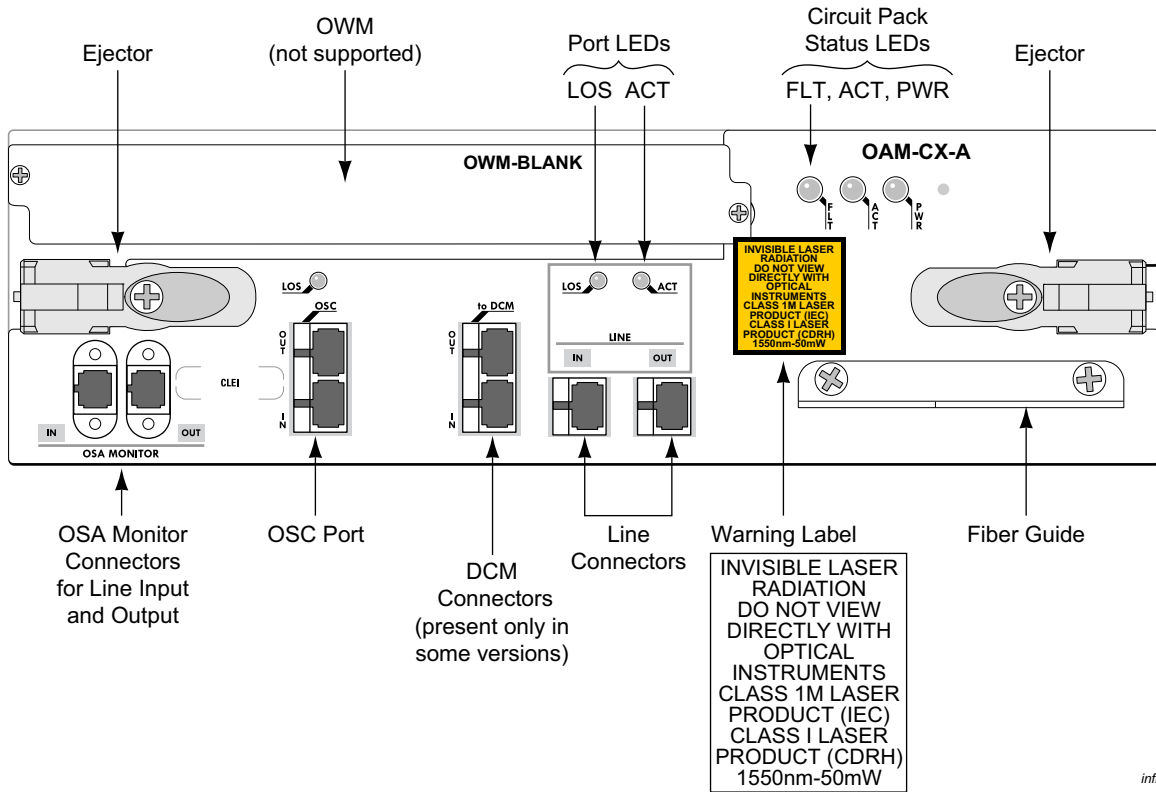 Ejector
OWM
(not supported)
Port LEDs
LOS ACT
Circuit Pack
Status LEDs
FLT, ACT, PWR
Ejector
OWM-BLANK
OAM-CX-A
FLT
ACT
PWR
INVISIBLE LASER
RADIATION
DO NOT VIEW
DIRECTLY WITH
OPTICAL
INSTRUMENTS
CLASS 1M LASER
PRODUCT (IEC)
CLASS I LASER
PRODUCT (CDRH)
1550nm-50mW
LOS
OSC
OUT
IN
to DCM
OUT
IN
LOS
ACT
LINE
IN
OUT
CLEI
IN
OUT
OSA MONITOR
OSA Monitor
Connectors
for Line Input
and Output
OSC Port
DCM
Connectors
(present only in
some versions)
Line
Connectors
Warning Label
INVISIBLE LASER
RADIATION
DO NOT VIEW
DIRECTLY WITH
OPTICAL
INSTRUMENTS
CLASS 1M LASER
PRODUCT (IEC)
CLASS I LASER
PRODUCT (CDRH)
1550nm-50mW
Fiber Guide